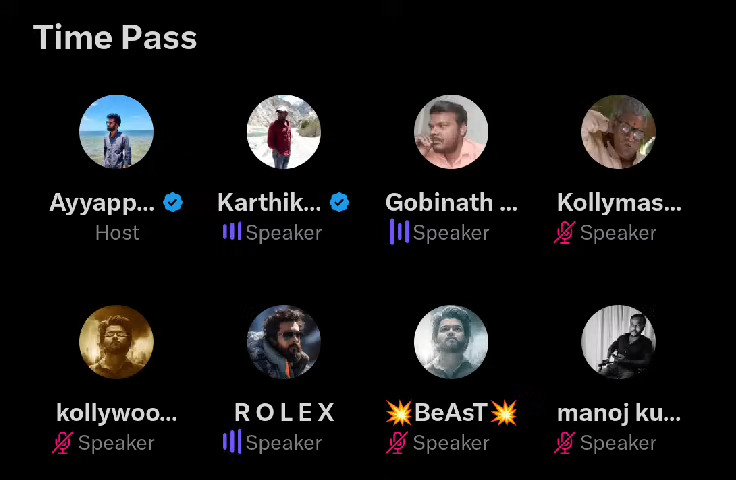 Time Pass
Ayyapp... Karthik... Gobinath ... Kollymas...
Host Speaker Speaker Speaker
kollywoo... R O L E X 💥BeAsT💥 manoj ku...
Speaker Speaker Speaker Speaker